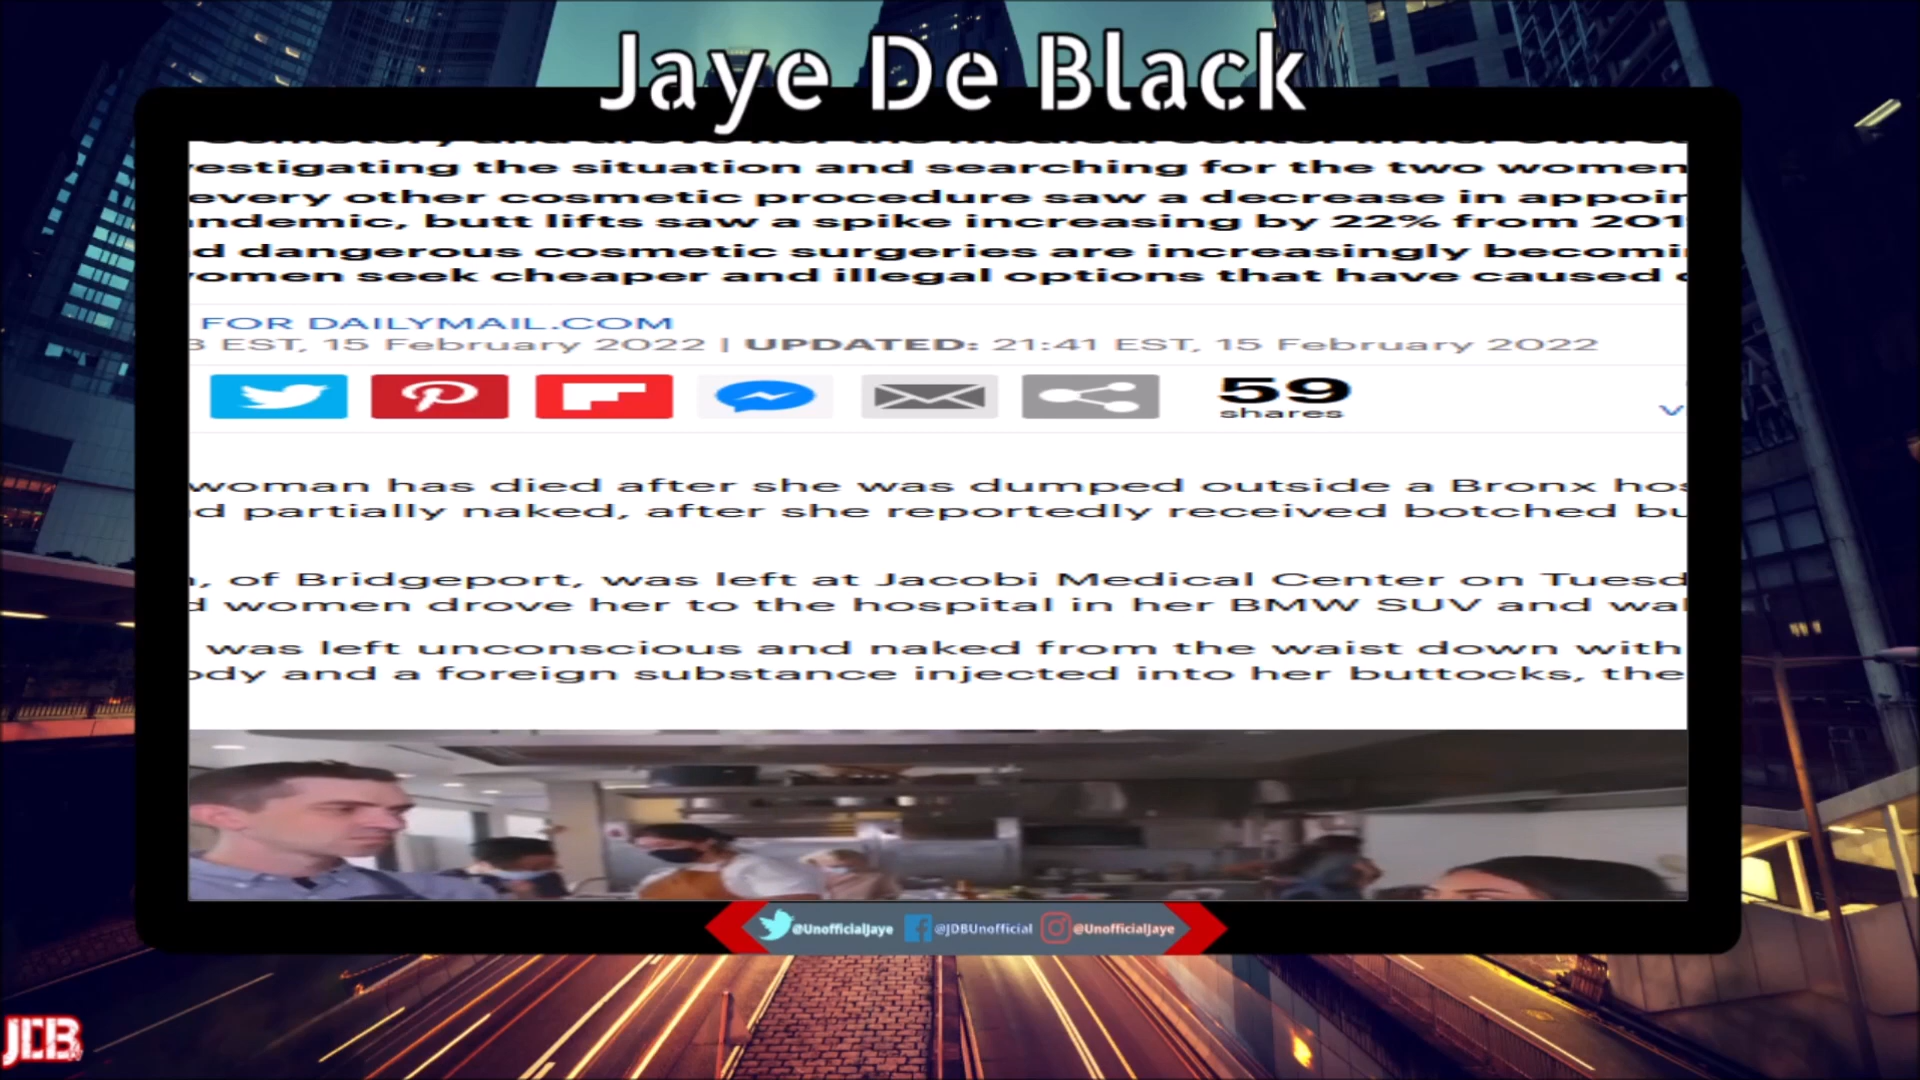 Jaye De Black
vestigating the situation and searching for the two women
every other cosmetic procedure saw a decrease in appoin
ndemic, butt lifts saw a spike increasing by 22% from 201
d dangerous cosmetic surgeries are increasingly becomin
omen seek cheaper and illegal options that have caused
FOR DAILYMAIL.COM
EST, 15 February 2022 | UPDATED: 21:41 EST, 15 February 2022
59
shares
V
woman has died after she was dumped outside a Bronx hos
d partially naked, after she reportedly received botched bu
, of Bridgeport, was left at Jacobi Medical Center on Tuesd
d women drove her to the hospital in her BMW SUV and wal
was left unconscious and naked from the waist down with
ody and a foreign substance injected into her buttocks, the
@UnofficialJaye @JDBUnofficial @UnofficialJaye